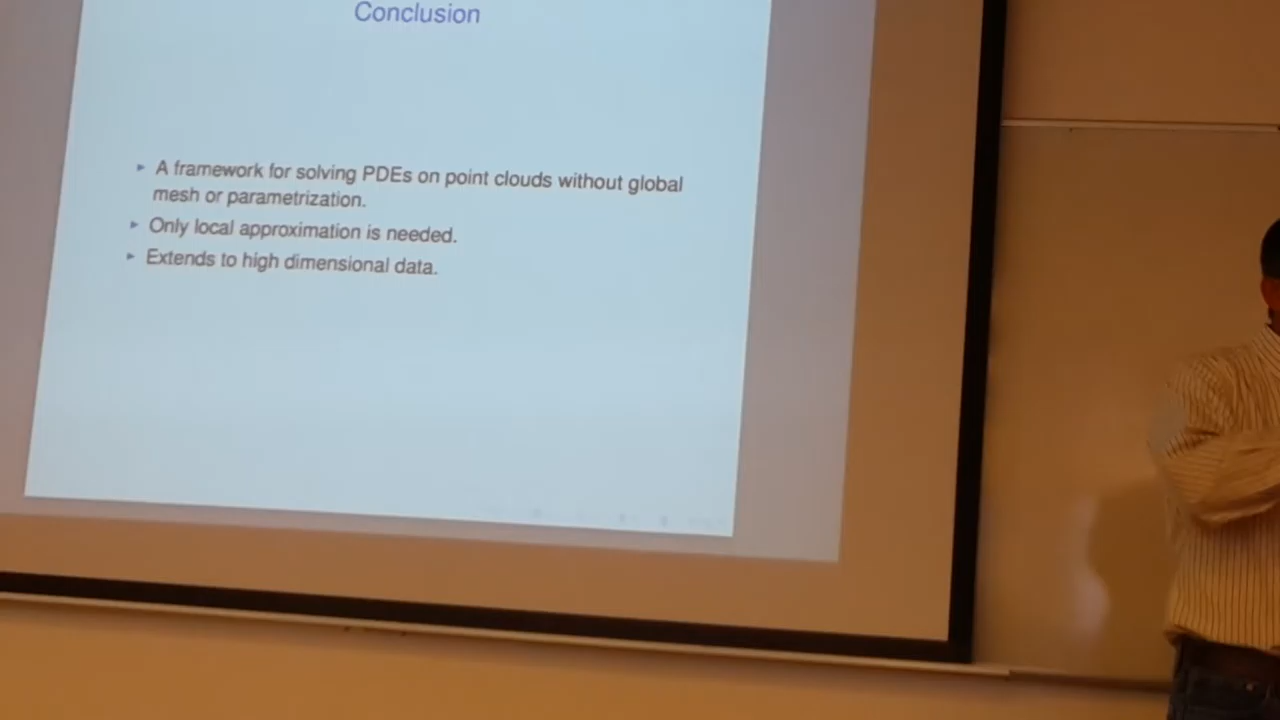 Conclusion
A framework for solving PDEs on point clouds without global
mesh or parametrization.
Only local approximation is needed.
Extends to high dimensional data.